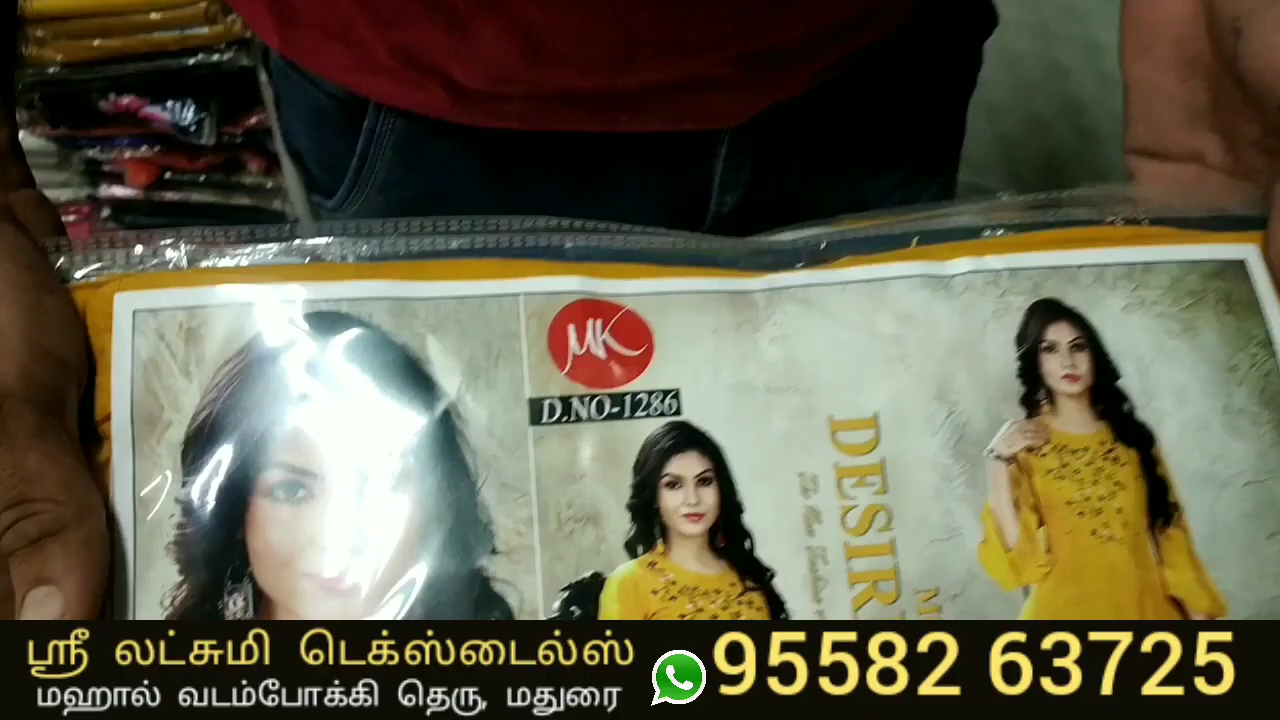 MK
D.NO-1286
DESIR
ஸ்ரீ லட்சுமி டெக்ஸ்டைல்ஸ்
மஹால் வடம்போக்கி தெரு, மதுரை
95582 63725